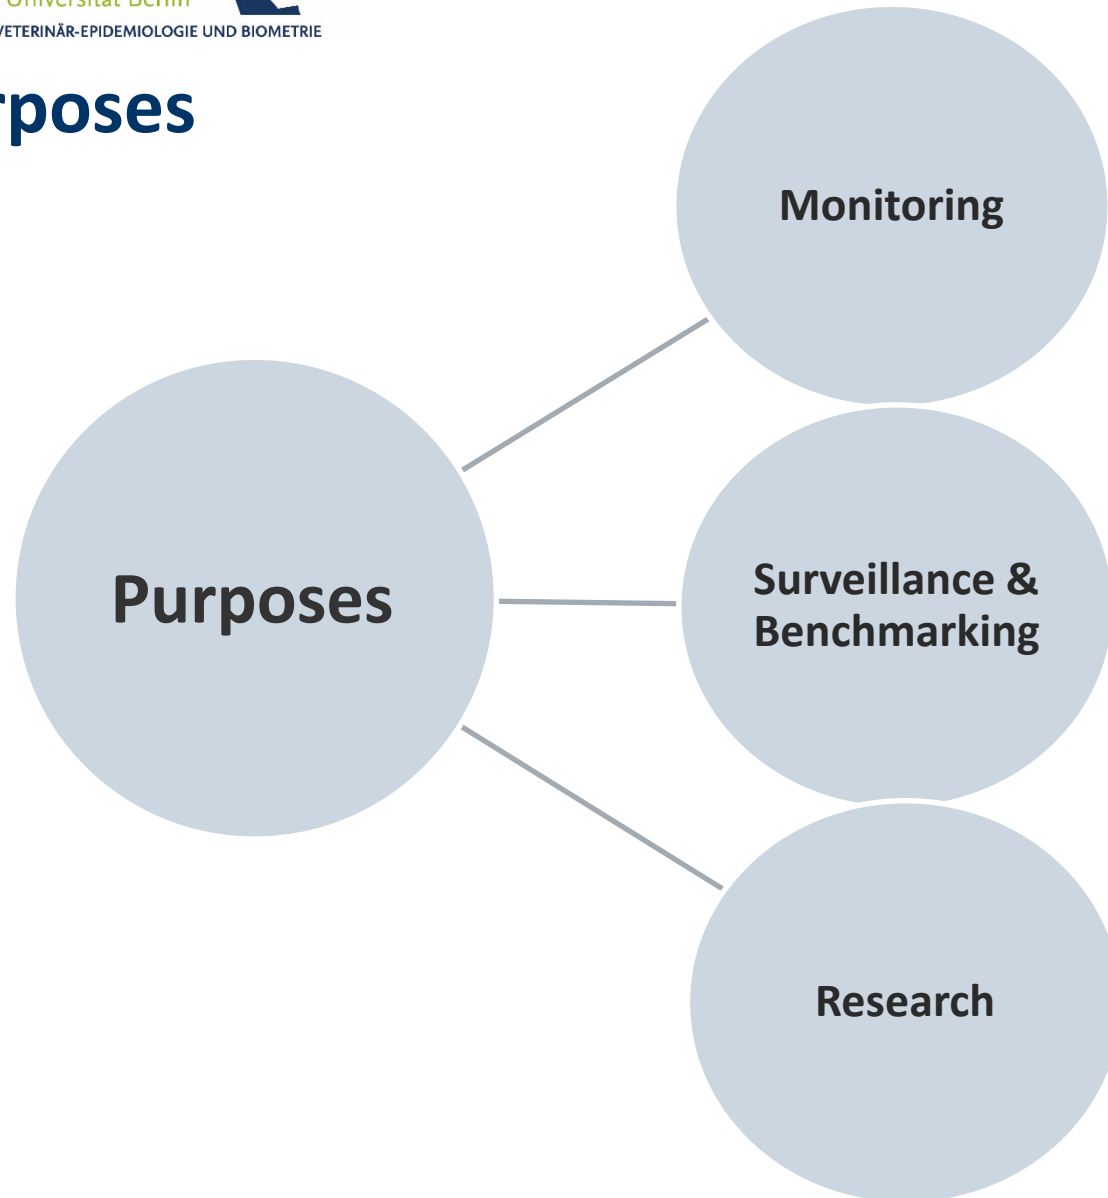 Universität Berlin
VETERINÄR-EPIDEMIOLOGIE UND BIOMETRIE
rposes
Monitoring
Purposes
Surveillance &
Benchmarking
Research